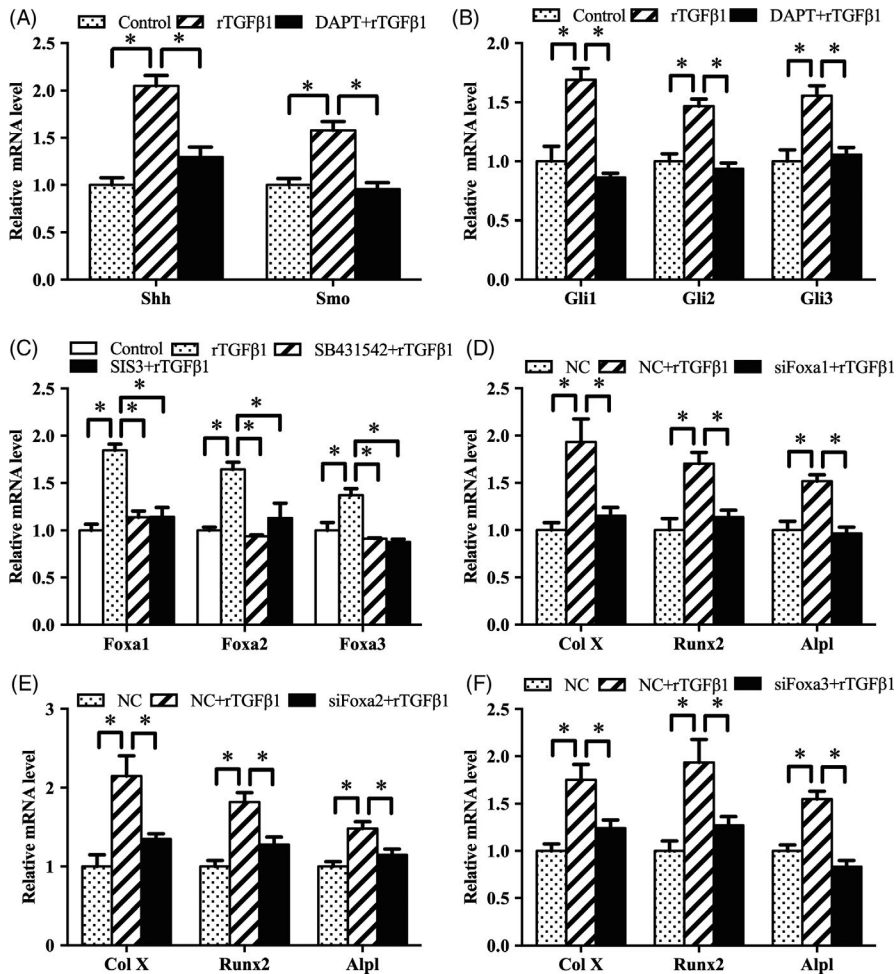 (A)
Control rTGFβ1 DAPT+rTGFβ1
Relative mRNA level
2.5
2.0
1.5
1.0
0.5
0.0
* *
* *
Shh Smo
(B)
Control rTGFβ1 DAPT+rTGFβ1
Relative mRNA level
2.0
1.5
1.0
0.5
0.0
* *
* *
* *
Gli1 Gli2 Gli3
(C)
Control rTGFβ1 SB431542+rTGFβ1
SIS3+rTGFβ1
Relative mRNA level
2.5
2.0
1.5
1.0
0.5
0.0
* * *
* * *
* * *
Foxa1 Foxa2 Foxa3
(D)
NC NC+rTGFβ1 siFoxa1+rTGFβ1
Relative mRNA level
2.5
2.0
1.5
1.0
0.5
0.0
* *
* *
* *
Col X Runx2 Alpl
(E)
NC NC+rTGFβ1 siFoxa2+rTGFβ1
Relative mRNA level
3
2
1
0
* *
* *
* *
Col X Runx2 Alpl
(F)
NC NC+rTGFβ1 siFoxa3+rTGFβ1
Relative mRNA level
2.5
2.0
1.5
1.0
0.5
0.0
* *
* *
* *
Col X Runx2 Alpl